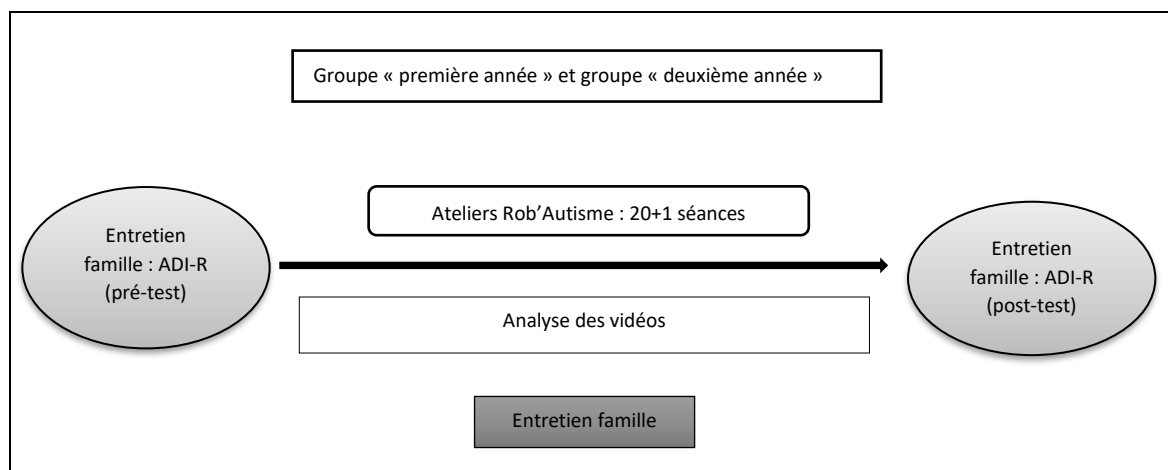 Groupe « première année » et groupe « deuxième année »
Ateliers Rob’Autisme : 20+1 séances
Entretien
famille : ADI-R
(pré-test)
Entretien
famille : ADI-R
(post-test)
Analyse des vidéos
Entretien famille